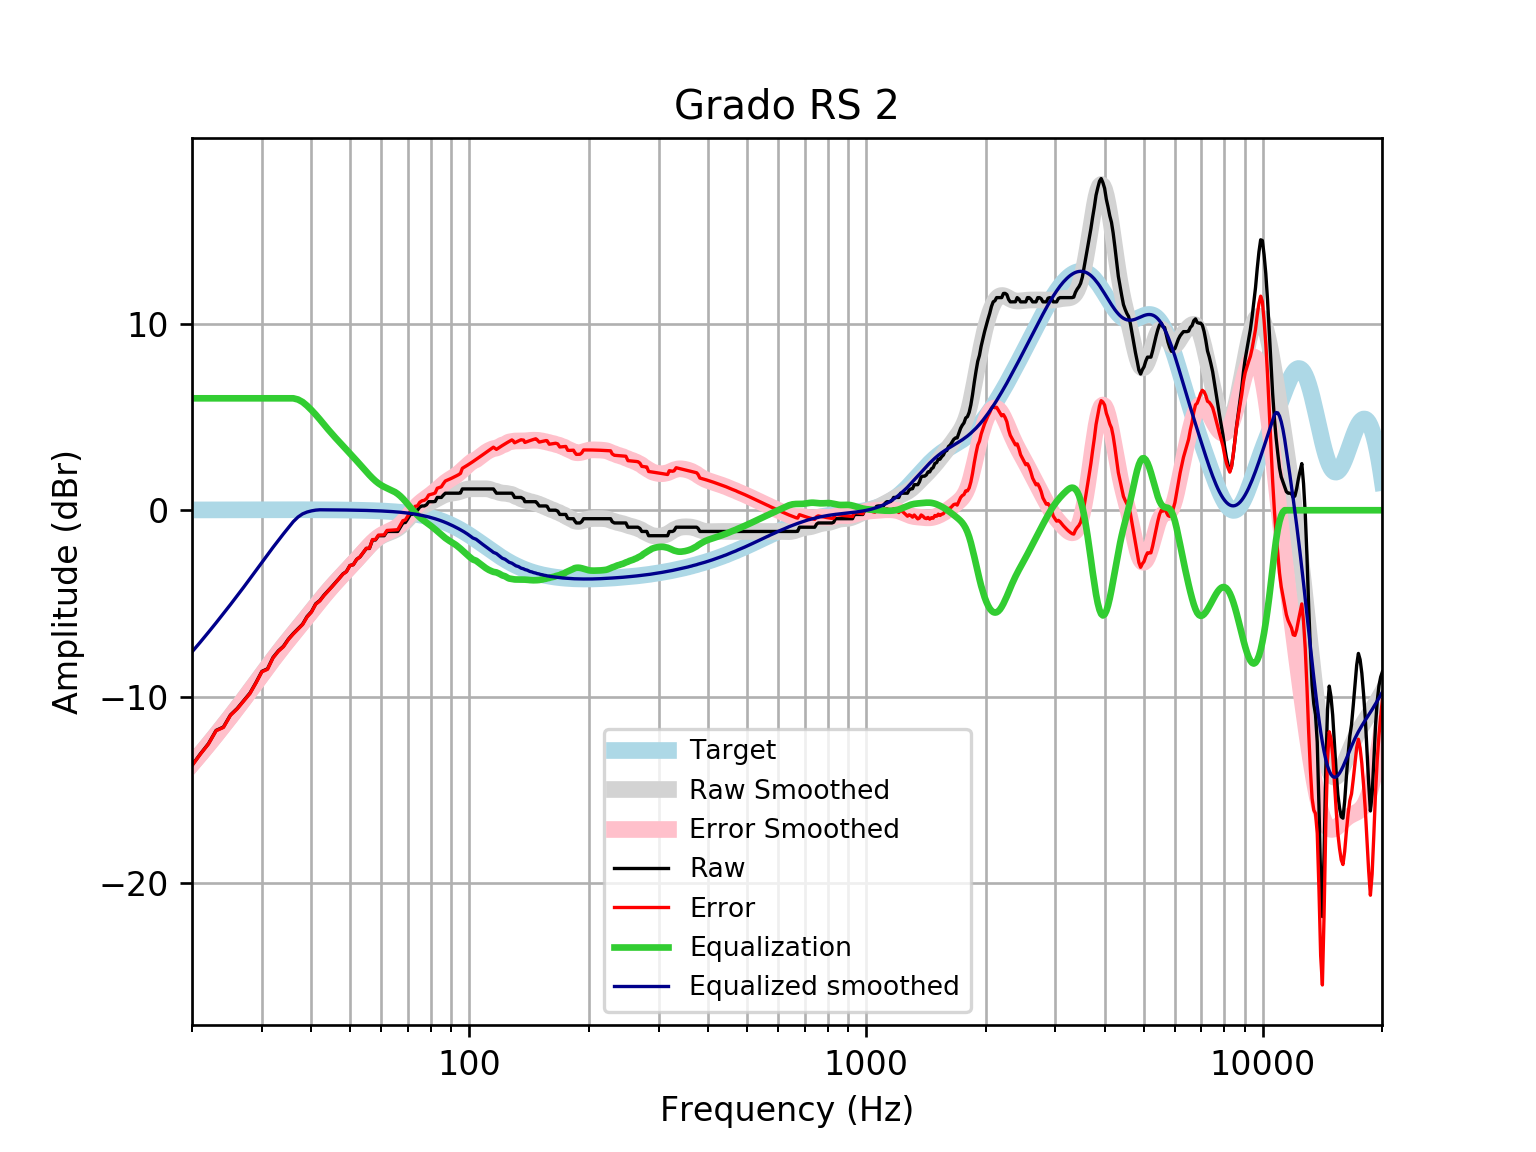 Grado RS 2
Amplitude (dBr)
10
0
−10
−20
Target
Raw Smoothed
Error Smoothed
Raw
Error
Equalization
Equalized smoothed
100
1000
10000
Frequency (Hz)